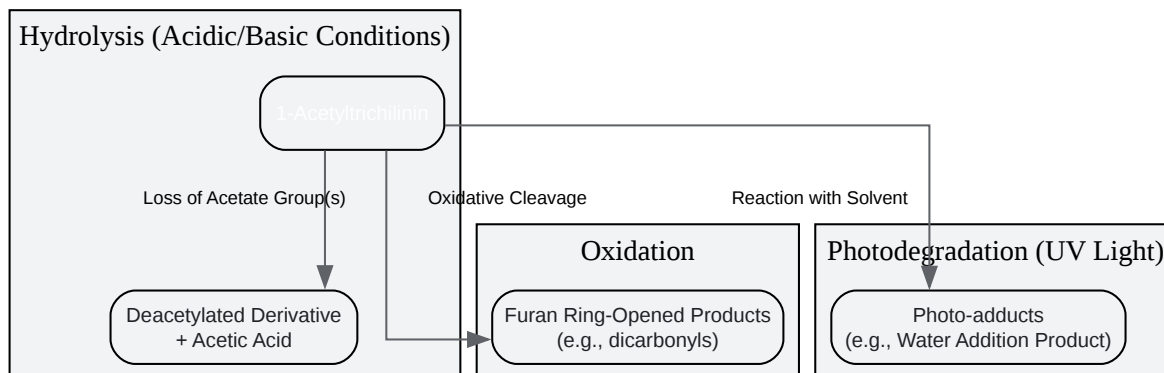 Hydrolysis (Acidic/Basic Conditions)
1-Acetyltrichilinin
Loss of Acetate Group(s)
Oxidative Cleavage
Reaction with Solvent
Oxidation
Photodegradation (UV Light)
Deacetylated Derivative
+ Acetic Acid
Furan Ring-Opened Products
(e.g., dicarbonyls)
Photo-adducts
(e.g., Water Addition Product)